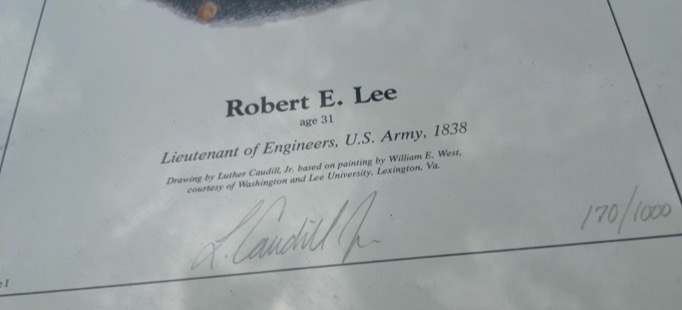 Robert E. Lee
age 31
Lieutenant of Engineers, U.S. Army, 1838
Drawing by Luther Caudill, Jr. based on painting by William E. West,
courtesy of Washington and Lee University, Lexington, Va.
L. Caudill Jr.
170/1000